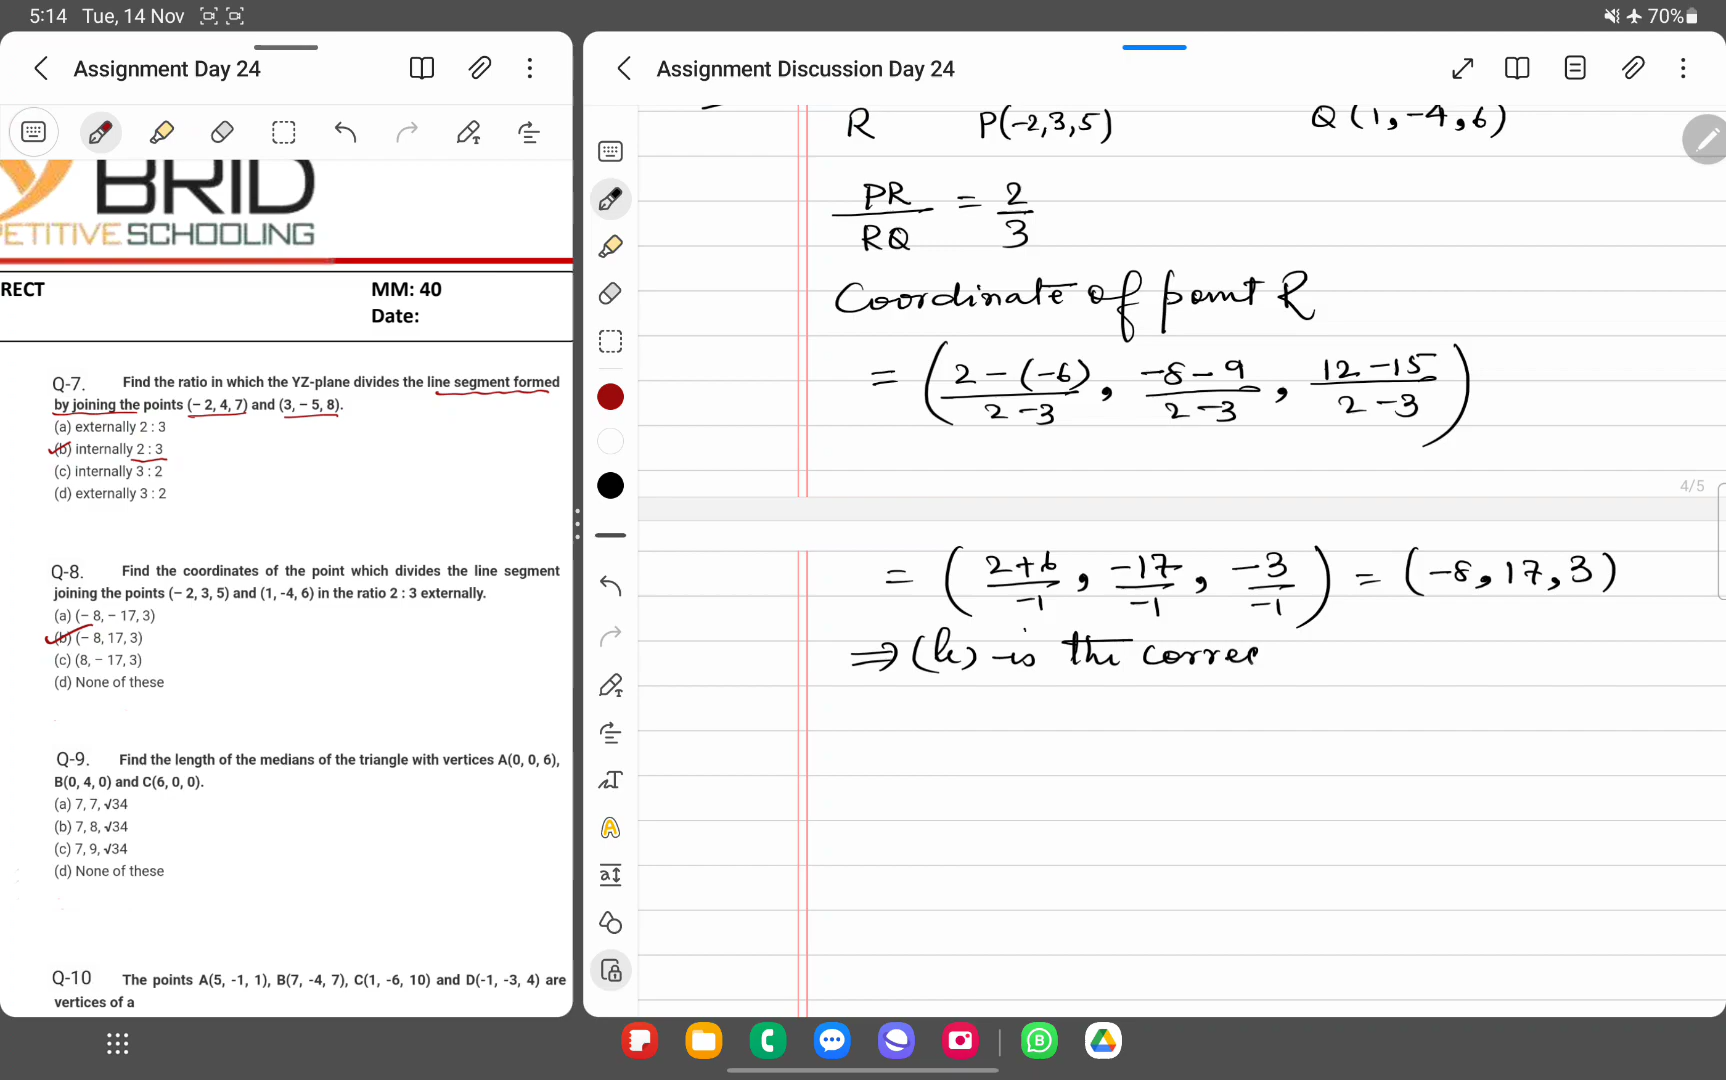 5:14 Tue, 14 Nov
70%
Assignment Day 24
BRID
ETITIVE SCHOOLING
RECT
MM: 40
Date:
Q-7. Find the ratio in which the YZ-plane divides the line segment formed
by joining the points (– 2, 4, 7) and (3, – 5, 8).
(a) externally 2 : 3
(b) internally 2 : 3
(c) internally 3 : 2
(d) externally 3 : 2
Q-8. Find the coordinates of the point which divides the line segment
joining the points (– 2, 3, 5) and (1, -4, 6) in the ratio 2 : 3 externally.
(a) (– 8, – 17, 3)
(b) (– 8, 17, 3)
(c) (8, – 17, 3)
(d) None of these
Q-9. Find the length of the medians of the triangle with vertices A(0, 0, 6),
B(0, 4, 0) and C(6, 0, 0).
(a) 7, 7, √34
(b) 7, 8, √34
(c) 7, 9, √34
(d) None of these
Q-10 The points A(5, -1, 1), B(7, -4, 7), C(1, -6, 10) and D(-1, -3, 4) are
vertices of a
Assignment Discussion Day 24
R P(-2,3,5) Q(1,-4,6)
PR/RQ = 2/3
Coordinate of point R
= ( 2-(-6)/2-3 , -8-9/2-3 , 12-15/2-3 )
4/5
= ( 2+6/-1 , -17/-1 , -3/-1 ) = (-8,17,3)
⇒ (b) is the correc